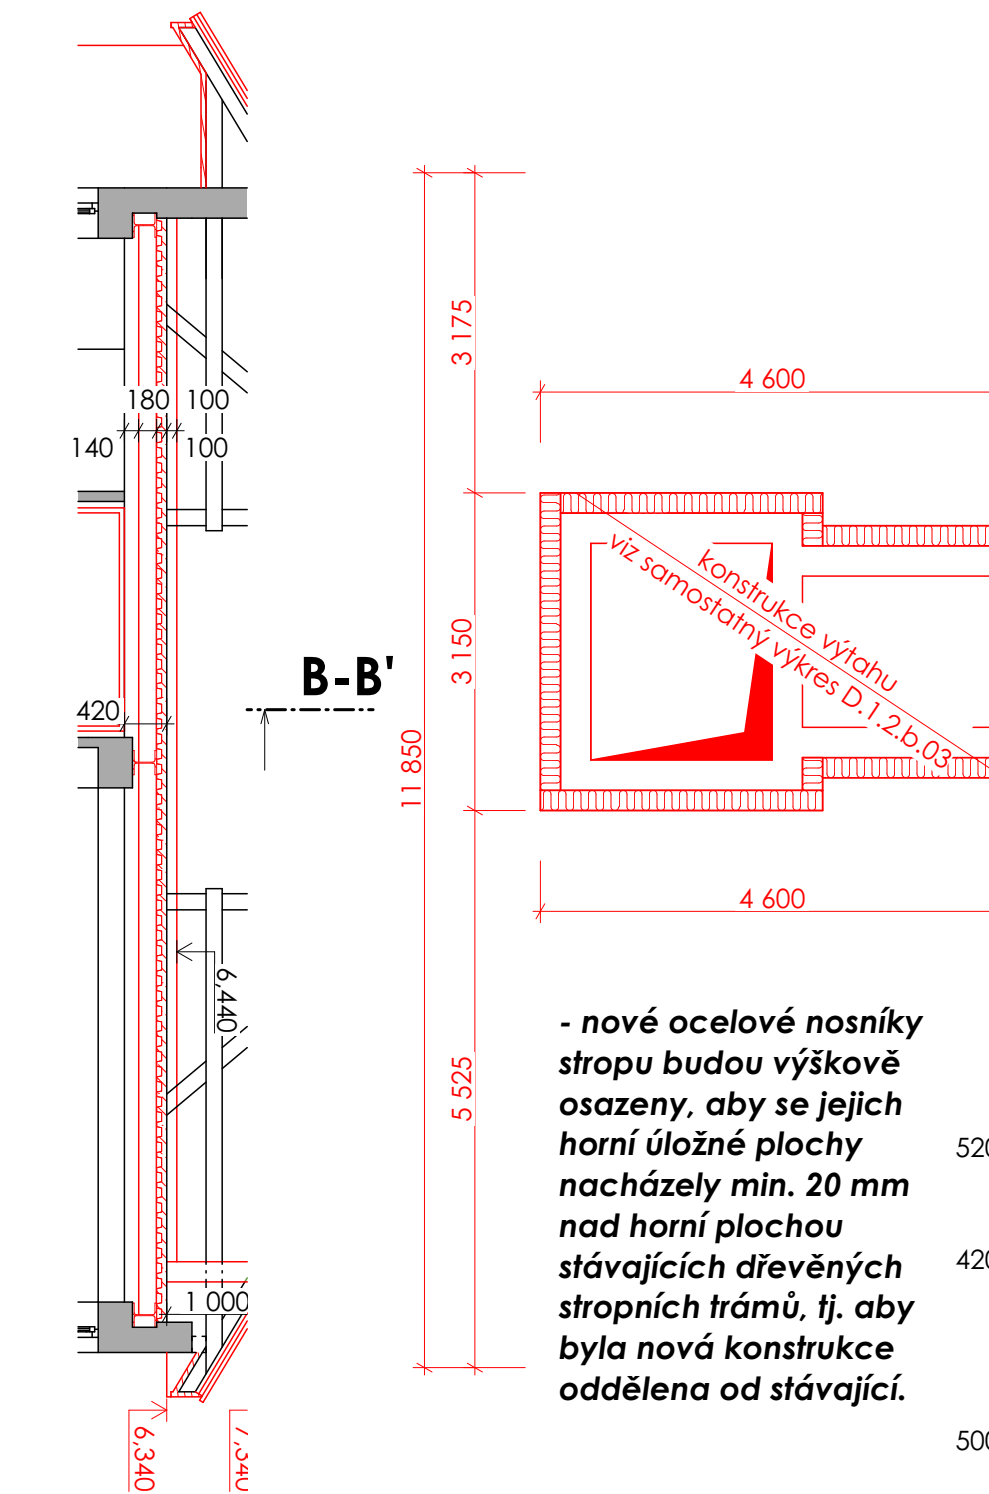 3 175
4 600
180
100
140
100
konstrukce výtahu
viz samostatný výkres D.1.2.b.03
3 150
B-B'
420
11 850
4 600
6,440
- nové ocelové nosníky
stropu budou výškově
osazeny, aby se jejich
horní úložné plochy
nacházely min. 20 mm
nad horní plochou
stávajících dřevěných
stropních trámů, tj. aby
byla nová konstrukce
oddělena od stávající.
5 525
520
420
1 000
500
6,340